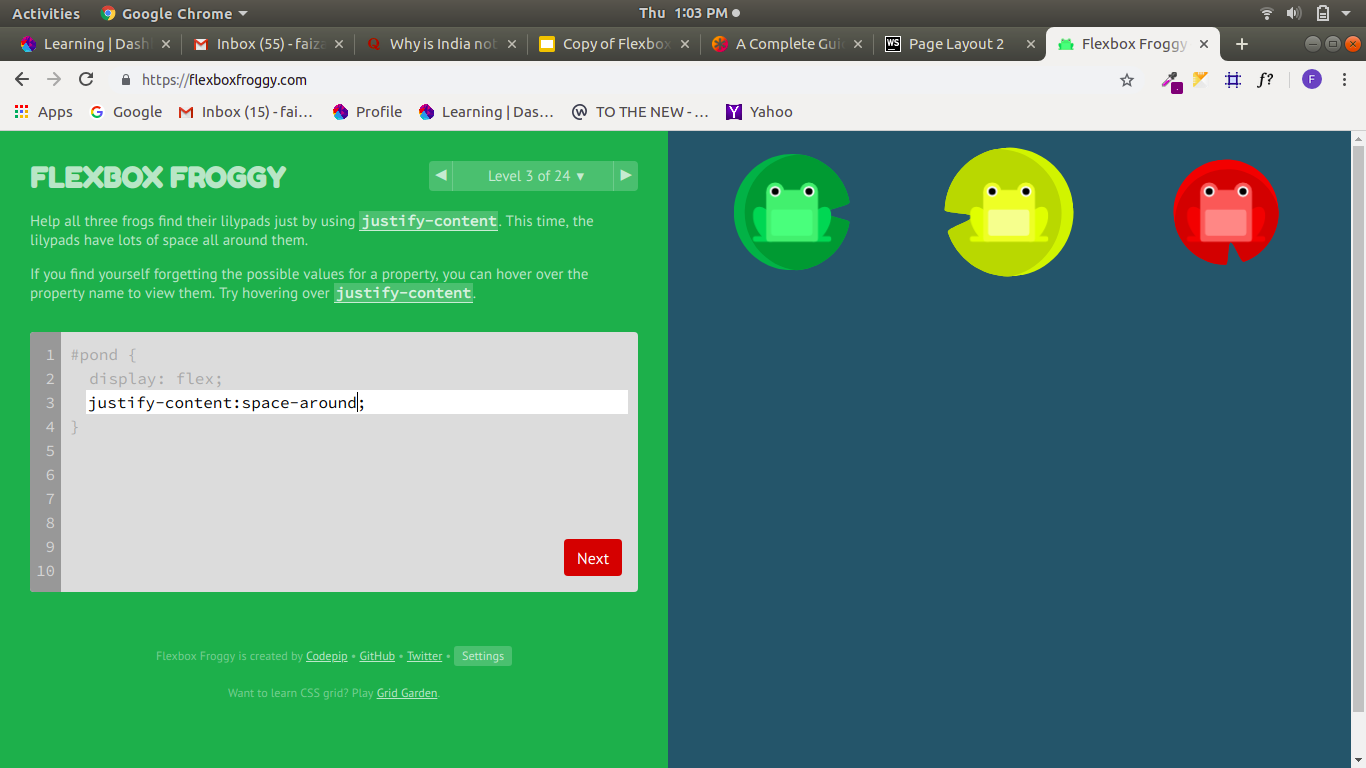 Activities Google Chrome Thu 1:03 PM
Learning | Dash Inbox (55) - faiza Why is India not Copy of Flexbox A Complete Guid WS Page Layout 2 Flexbox Froggy
https://flexboxfroggy.com f? F
Apps Google Inbox (15) - fai... Profile Learning | Das... TO THE NEW - ... Yahoo
FLEXBOX FROGGY
Level 3 of 24
Help all three frogs find their lilypads just by using justify-content. This time, the
lilypads have lots of space all around them.
If you find yourself forgetting the possible values for a property, you can hover over the
property name to view them. Try hovering over justify-content.
1 #pond {
2 display: flex;
3 justify-content:space-around;
4 }
5
6
7
8
9
10
Next
Flexbox Froggy is created by Codepip • GitHub • Twitter • Settings
Want to learn CSS grid? Play Grid Garden.